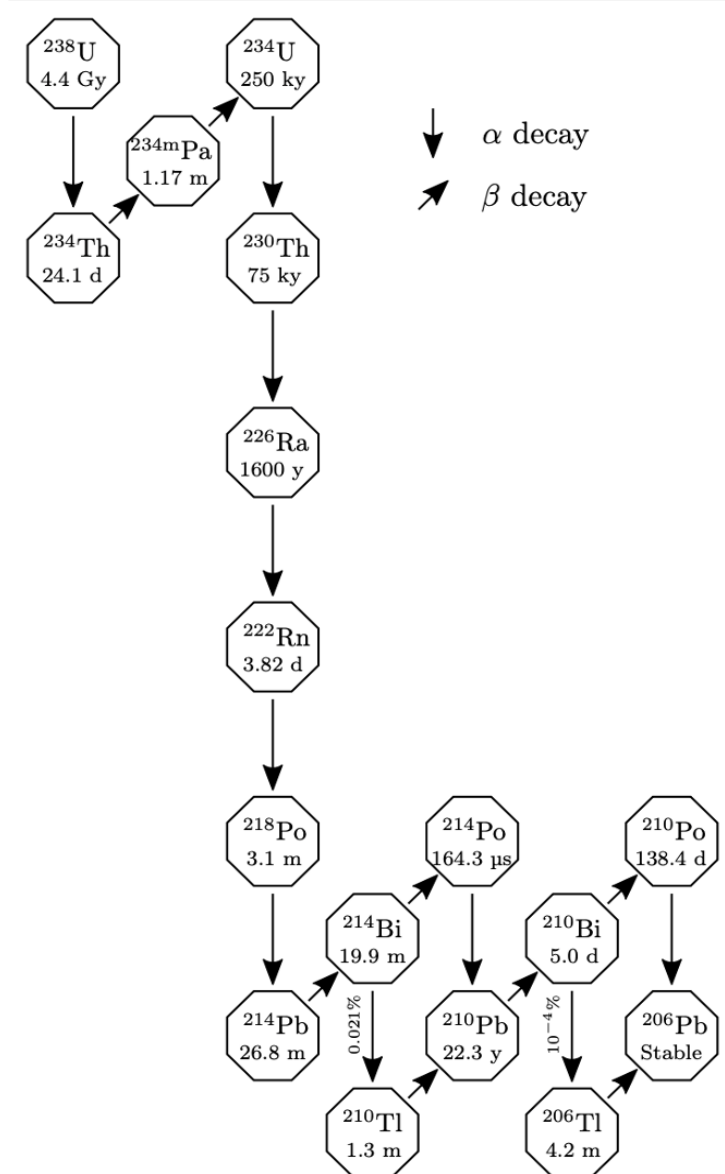 ²³⁸U
4.4 Gy
²³⁴U
250 ky
²³⁴ᵐPa
1.17 m
α decay
β decay
²³⁴Th
24.1 d
²³⁰Th
75 ky
²²⁶Ra
1600 y
²²²Rn
3.82 d
²¹⁸Po
3.1 m
²¹⁴Po
164.3 µs
²¹⁰Po
138.4 d
²¹⁴Bi
19.9 m
²¹⁰Bi
5.0 d
²¹⁴Pb
26.8 m
0.021%
²¹⁰Pb
22.3 y
10⁻⁴%
²⁰⁶Pb
Stable
²¹⁰Tl
1.3 m
²⁰⁶Tl
4.2 m